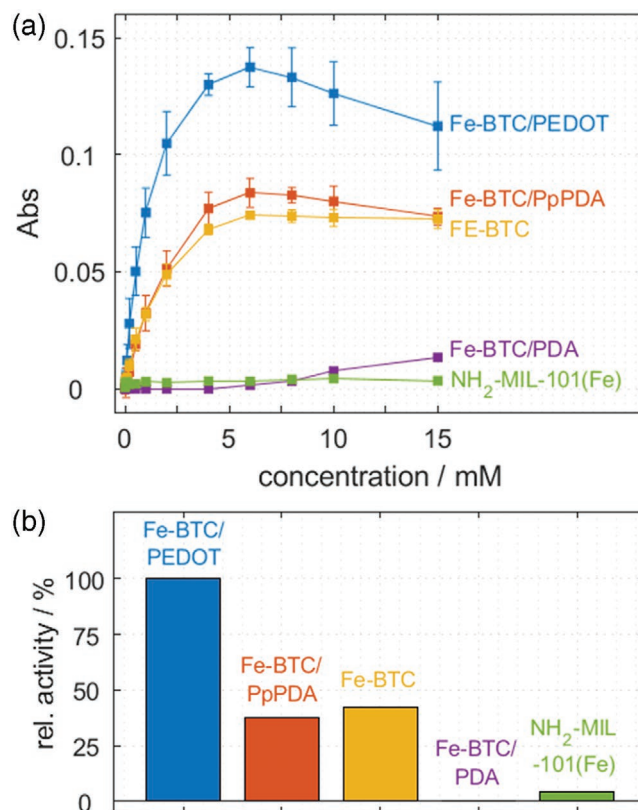 (a)
0.15
0.1
0.05
0
Abs
Fe-BTC/PEDOT
Fe-BTC/PpPDA
FE-BTC
Fe-BTC/PDA
NH2-MIL-101(Fe)
0 5 10 15
concentration / mM
(b)
100
75
50
25
0
rel. activity / %
Fe-BTC/
PEDOT
Fe-BTC/
PpPDA
Fe-BTC
Fe-BTC/
PDA
NH2-MIL
-101(Fe)